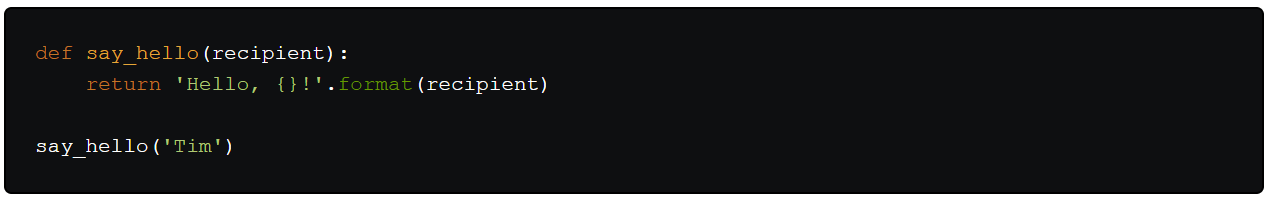 def say_hello(recipient):
    return 'Hello, {}!'.format(recipient)
say_hello('Tim')